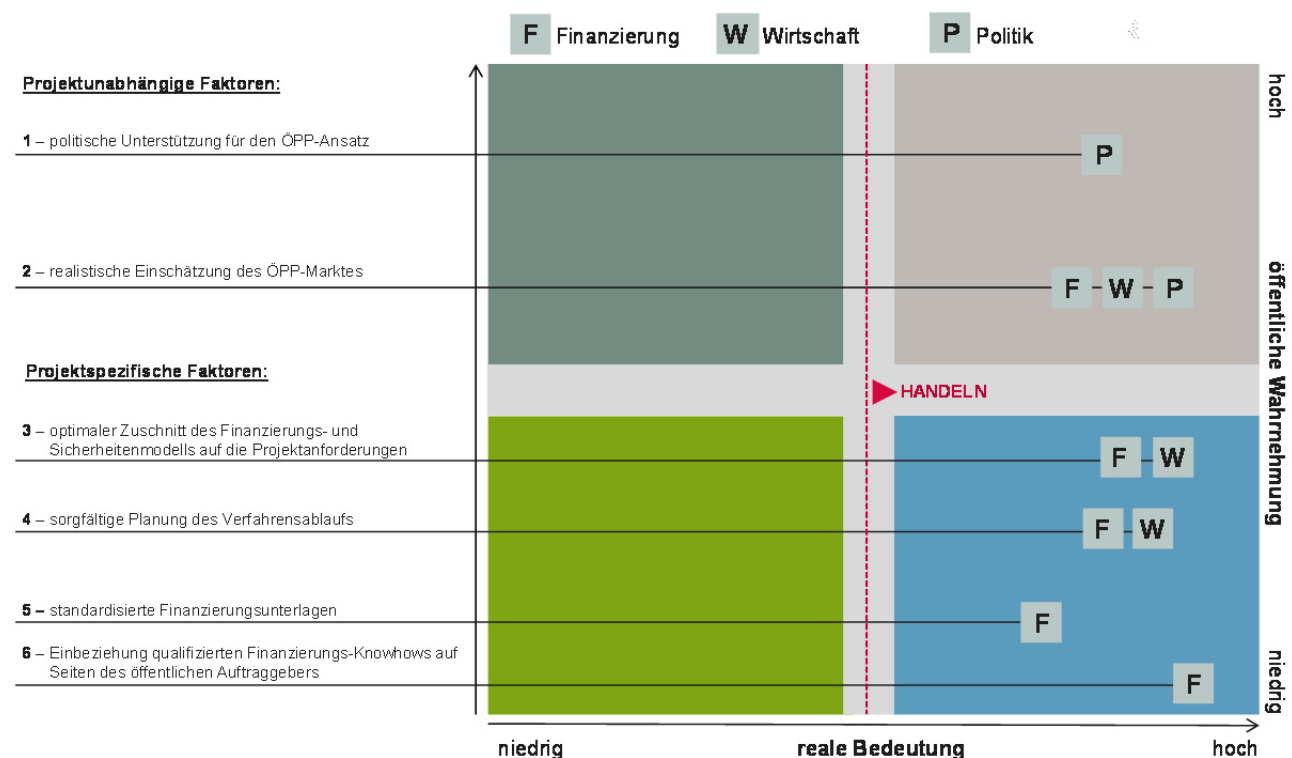 F Finanzierung W Wirtschaft P Politik
Projektunabhängige Faktoren:
1 – politische Unterstützung für den ÖPP-Ansatz
P
2 – realistische Einschätzung des ÖPP-Marktes
F W P
Projektspezifische Faktoren:
HANDELN
3 – optimaler Zuschnitt des Finanzierungs- und
Sicherheitenmodells auf die Projektanforderungen
F W
4 – sorgfältige Planung des Verfahrensablaufs
F W
5 – standardisierte Finanzierungsunterlagen
F
6 – Einbeziehung qualifizierten Finanzierungs-Knowhows auf
Seiten des öffentlichen Auftraggebers
F
hoch
öffentliche Wahrnehmung
niedrig
niedrig reale Bedeutung hoch